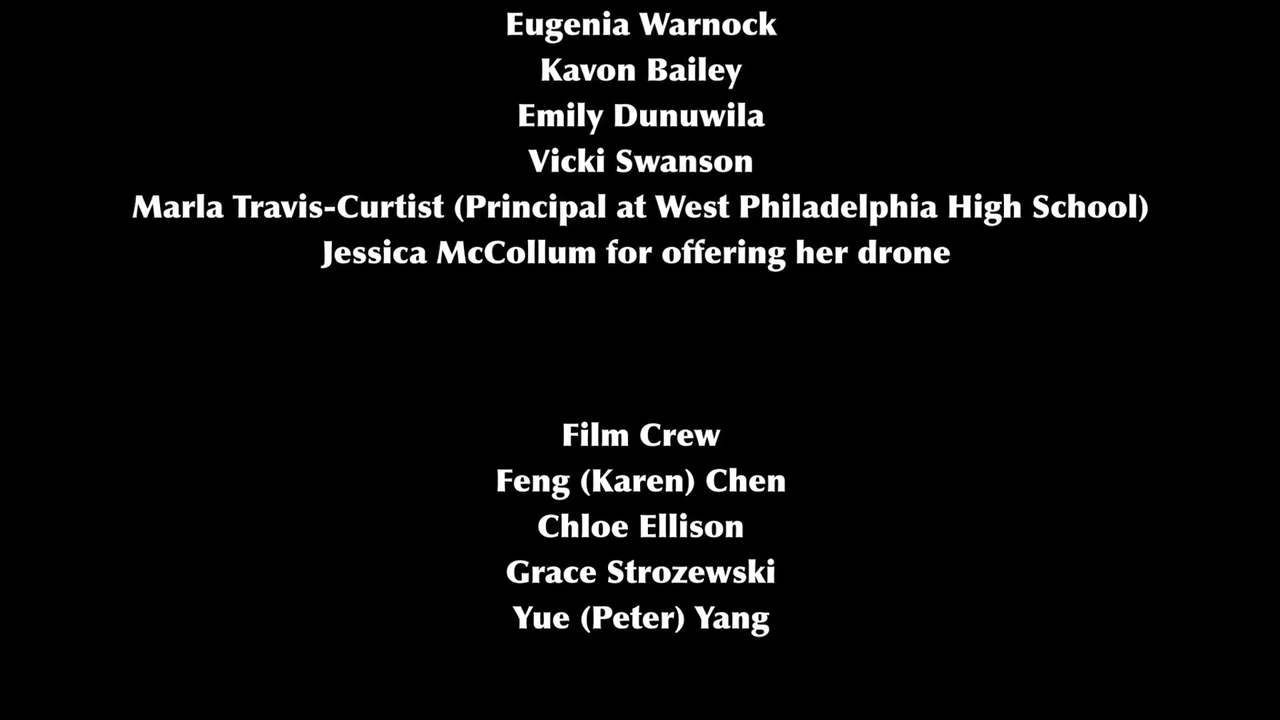 Eugenia Warnock
Kavon Bailey
Emily Dunuwila
Vicki Swanson
Marla Travis-Curtist (Principal at West Philadelphia High School)
Jessica McCollum for offering her drone
Film Crew
Feng (Karen) Chen
Chloe Ellison
Grace Strozewski
Yue (Peter) Yang